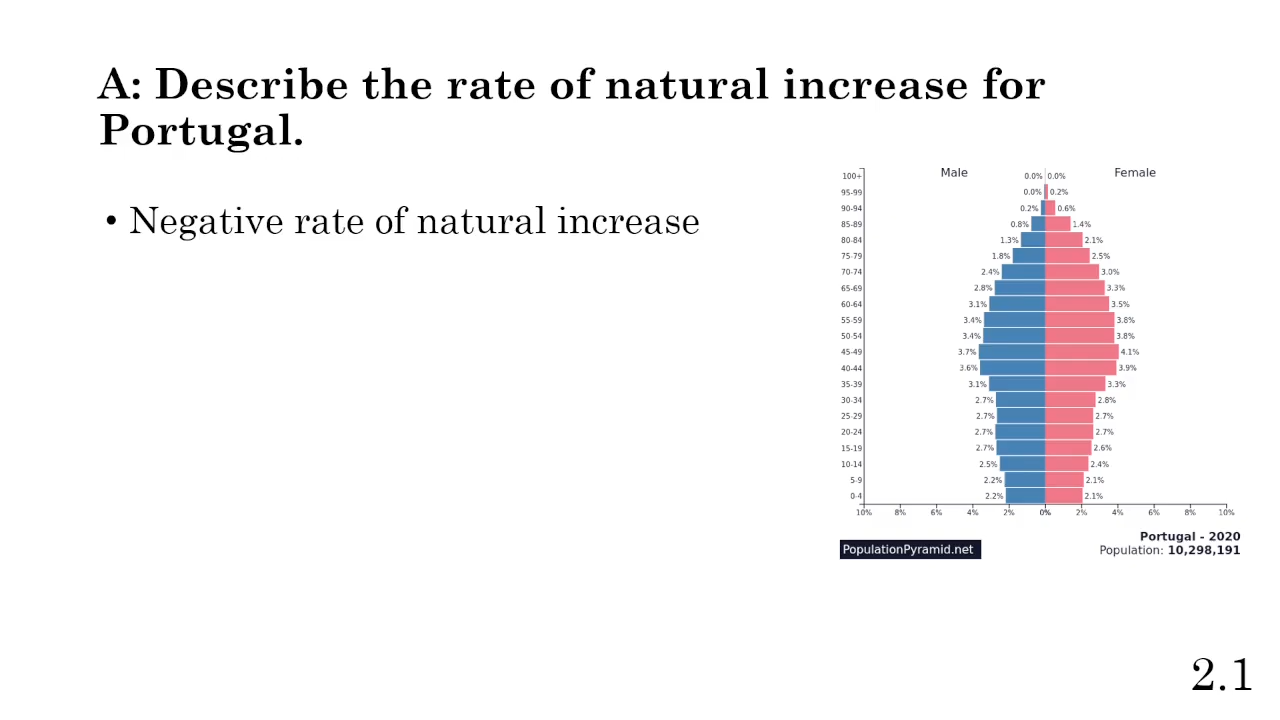 A: Describe the rate of natural increase for
Portugal.
• Negative rate of natural increase
Male Female
100+ 0.0% 0.0%
95-99 0.0% 0.2%
90-94 0.2% 0.6%
85-89 0.8% 1.4%
80-84 1.3% 2.1%
75-79 1.8% 2.5%
70-74 2.4% 3.0%
65-69 2.8% 3.3%
60-64 3.1% 3.5%
55-59 3.4% 3.8%
50-54 3.4% 3.8%
45-49 3.7% 4.1%
40-44 3.6% 3.9%
35-39 3.1% 3.3%
30-34 2.7% 2.8%
25-29 2.7% 2.7%
20-24 2.7% 2.7%
15-19 2.7% 2.6%
10-14 2.5% 2.4%
5-9 2.2% 2.1%
0-4 2.2% 2.1%
10% 8% 6% 4% 2% 0% 2% 4% 6% 8% 10%
Portugal - 2020
PopulationPyramid.net Population: 10,298,191
2.1